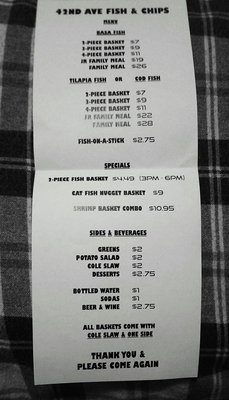 42ND AVE FISH & CHIPS
MENU
BASA FISH
2-PIECE BASKET $7
3-PIECE BASKET $9
4-PIECE BASKET $11
JR FAMILY MEAL $19
FAMILY MEAL $26
TILAPIA FISH OR COD FISH
2-PIECE BASKET $7
3-PIECE BASKET $9
4-PIECE BASKET $11
JR FAMILY MEAL $22
FAMILY MEAL $28
FISH-ON-A-STICK $2.75
SPECIALS
2-PIECE FISH BASKET $4.49 (3PM - 6PM)
CAT FISH NUGGET BASKET $9
SHRIMP BASKET COMBO $10.95
SIDES & BEVERAGES
GREENS $2
POTATO SALAD $2
COLE SLAW $2
DESSERTS $2.75
BOTTLED WATER $1
SODAS $1
BEER & WINE $2.75
ALL BASKETS COME WITH
COLE SLAW & ONE SIDE
THANK YOU &
PLEASE COME AGAIN